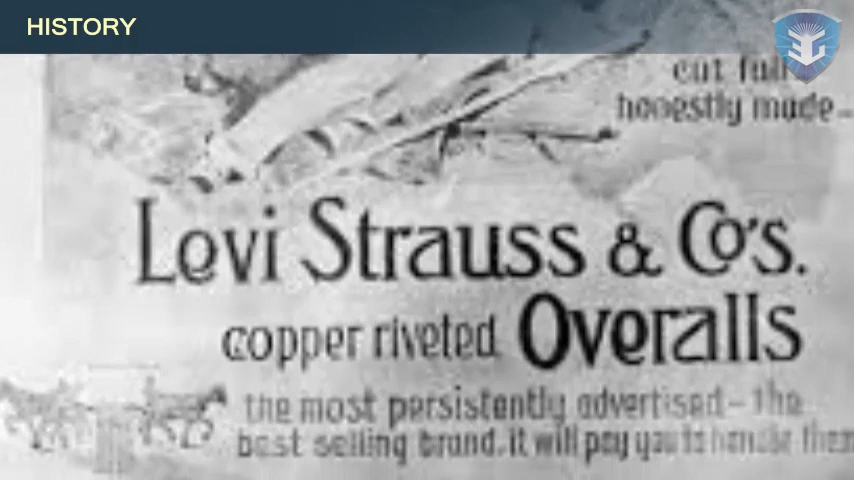 HISTORY
cut full
honestly made–
Levi Strauss & Co's.
copper riveted Overalls
the most persistently advertised – the
best selling brand. it will pay you to handle them